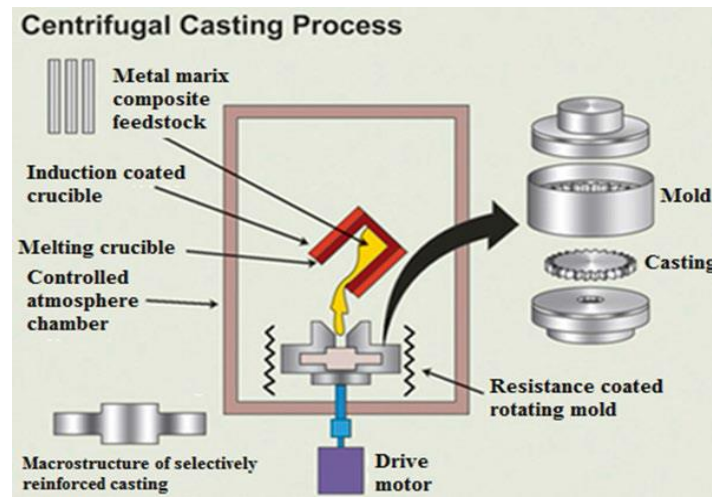 Centrifugal Casting Process
Metal marix
composite
feedstock
Induction coated
crucible
Melting crucible
Controlled
atmosphere
chamber
Mold
Casting
Resistance coated
rotating mold
Macrostructure of selectively
reinforced casting
Drive
motor